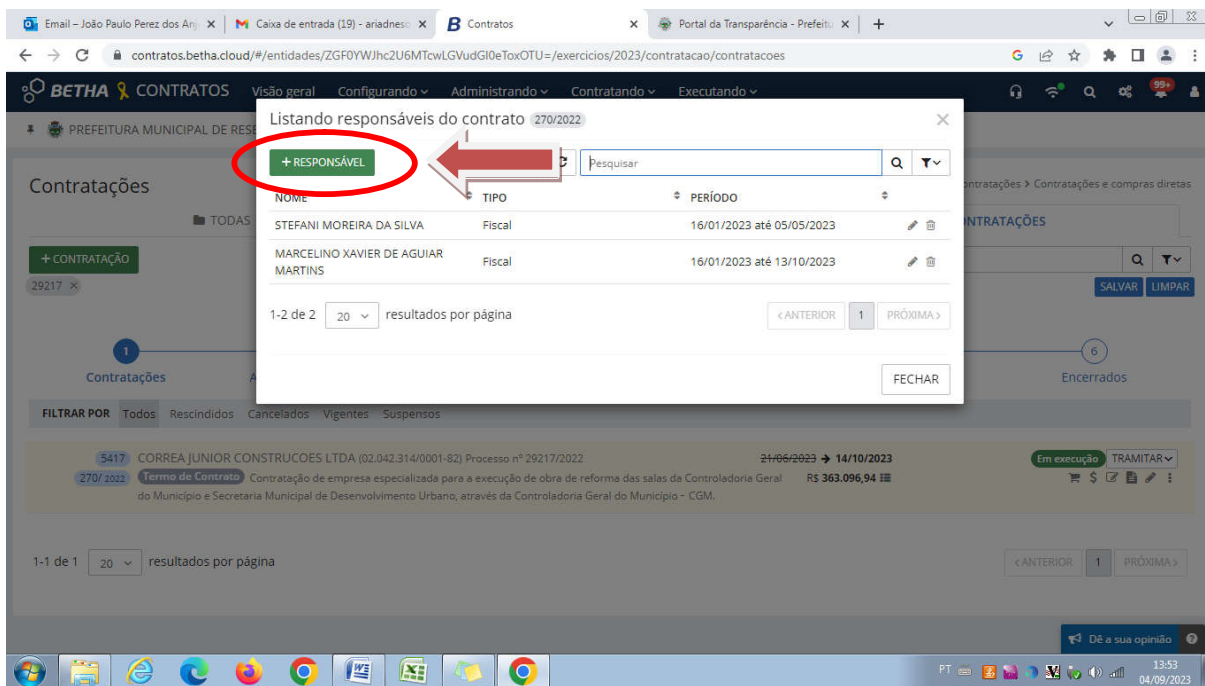 Email – João Paulo Perez dos Anj
Caixa de entrada (19) - ariadnesc
Contratos
Portal da Transparência - Prefeitu
contratos.betha.cloud/#/entidades/ZGF0YWJhc2U6MTcwLGVudGl0eToxOTU=/exercicios/2023/contratacao/contratacoes
BETHA CONTRATOS Visão geral Configurando Administrando Contratando Executando 99+
PREFEITURA MUNICIPAL DE RESE
Listando responsáveis do contrato 270/2022
+ RESPONSÁVEL Pesquisar
NOME TIPO PERÍODO
STEFANI MOREIRA DA SILVA Fiscal 16/01/2023 até 05/05/2023
MARCELINO XAVIER DE AGUIAR
MARTINS Fiscal 16/01/2023 até 13/10/2023
1-2 de 2 20 resultados por página < ANTERIOR 1 PRÓXIMA >
FECHAR
Contratações
ontratações > Contratações e compras diretas
TODAS
ONTRATAÇÕES
+ CONTRATAÇÃO
29217 × SALVAR LIMPAR
1 6
Contratações A Encerrados
FILTRAR POR Todos Rescindidos Cancelados Vigentes Suspensos
5417 CORREA JUNIOR CONSTRUCOES LTDA (02.042.314/0001-82) Processo nº 29217/2022 21/06/2023 → 14/10/2023 Em execução TRAMITAR
270/2022 Termo de Contrato Contratação de empresa especializada para a execução de obra de reforma das salas da Controladoria Geral R$ 363.096,94
do Município e Secretaria Municipal de Desenvolvimento Urbano, através da Controladoria Geral do Município - CGM.
1-1 de 1 20 resultados por página < ANTERIOR 1 PRÓXIMA >
Dê a sua opinião
PT 13:53
04/09/2023